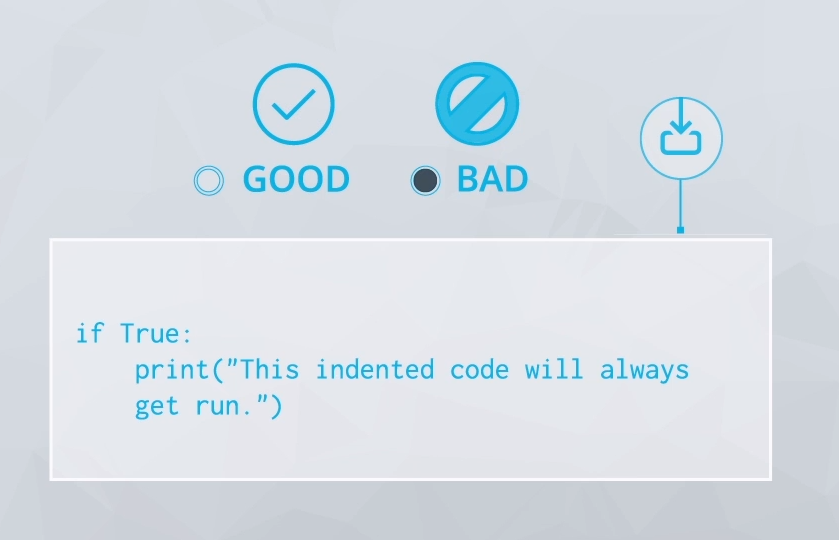 GOOD BAD
if True:
    print("This indented code will always
    get run.")